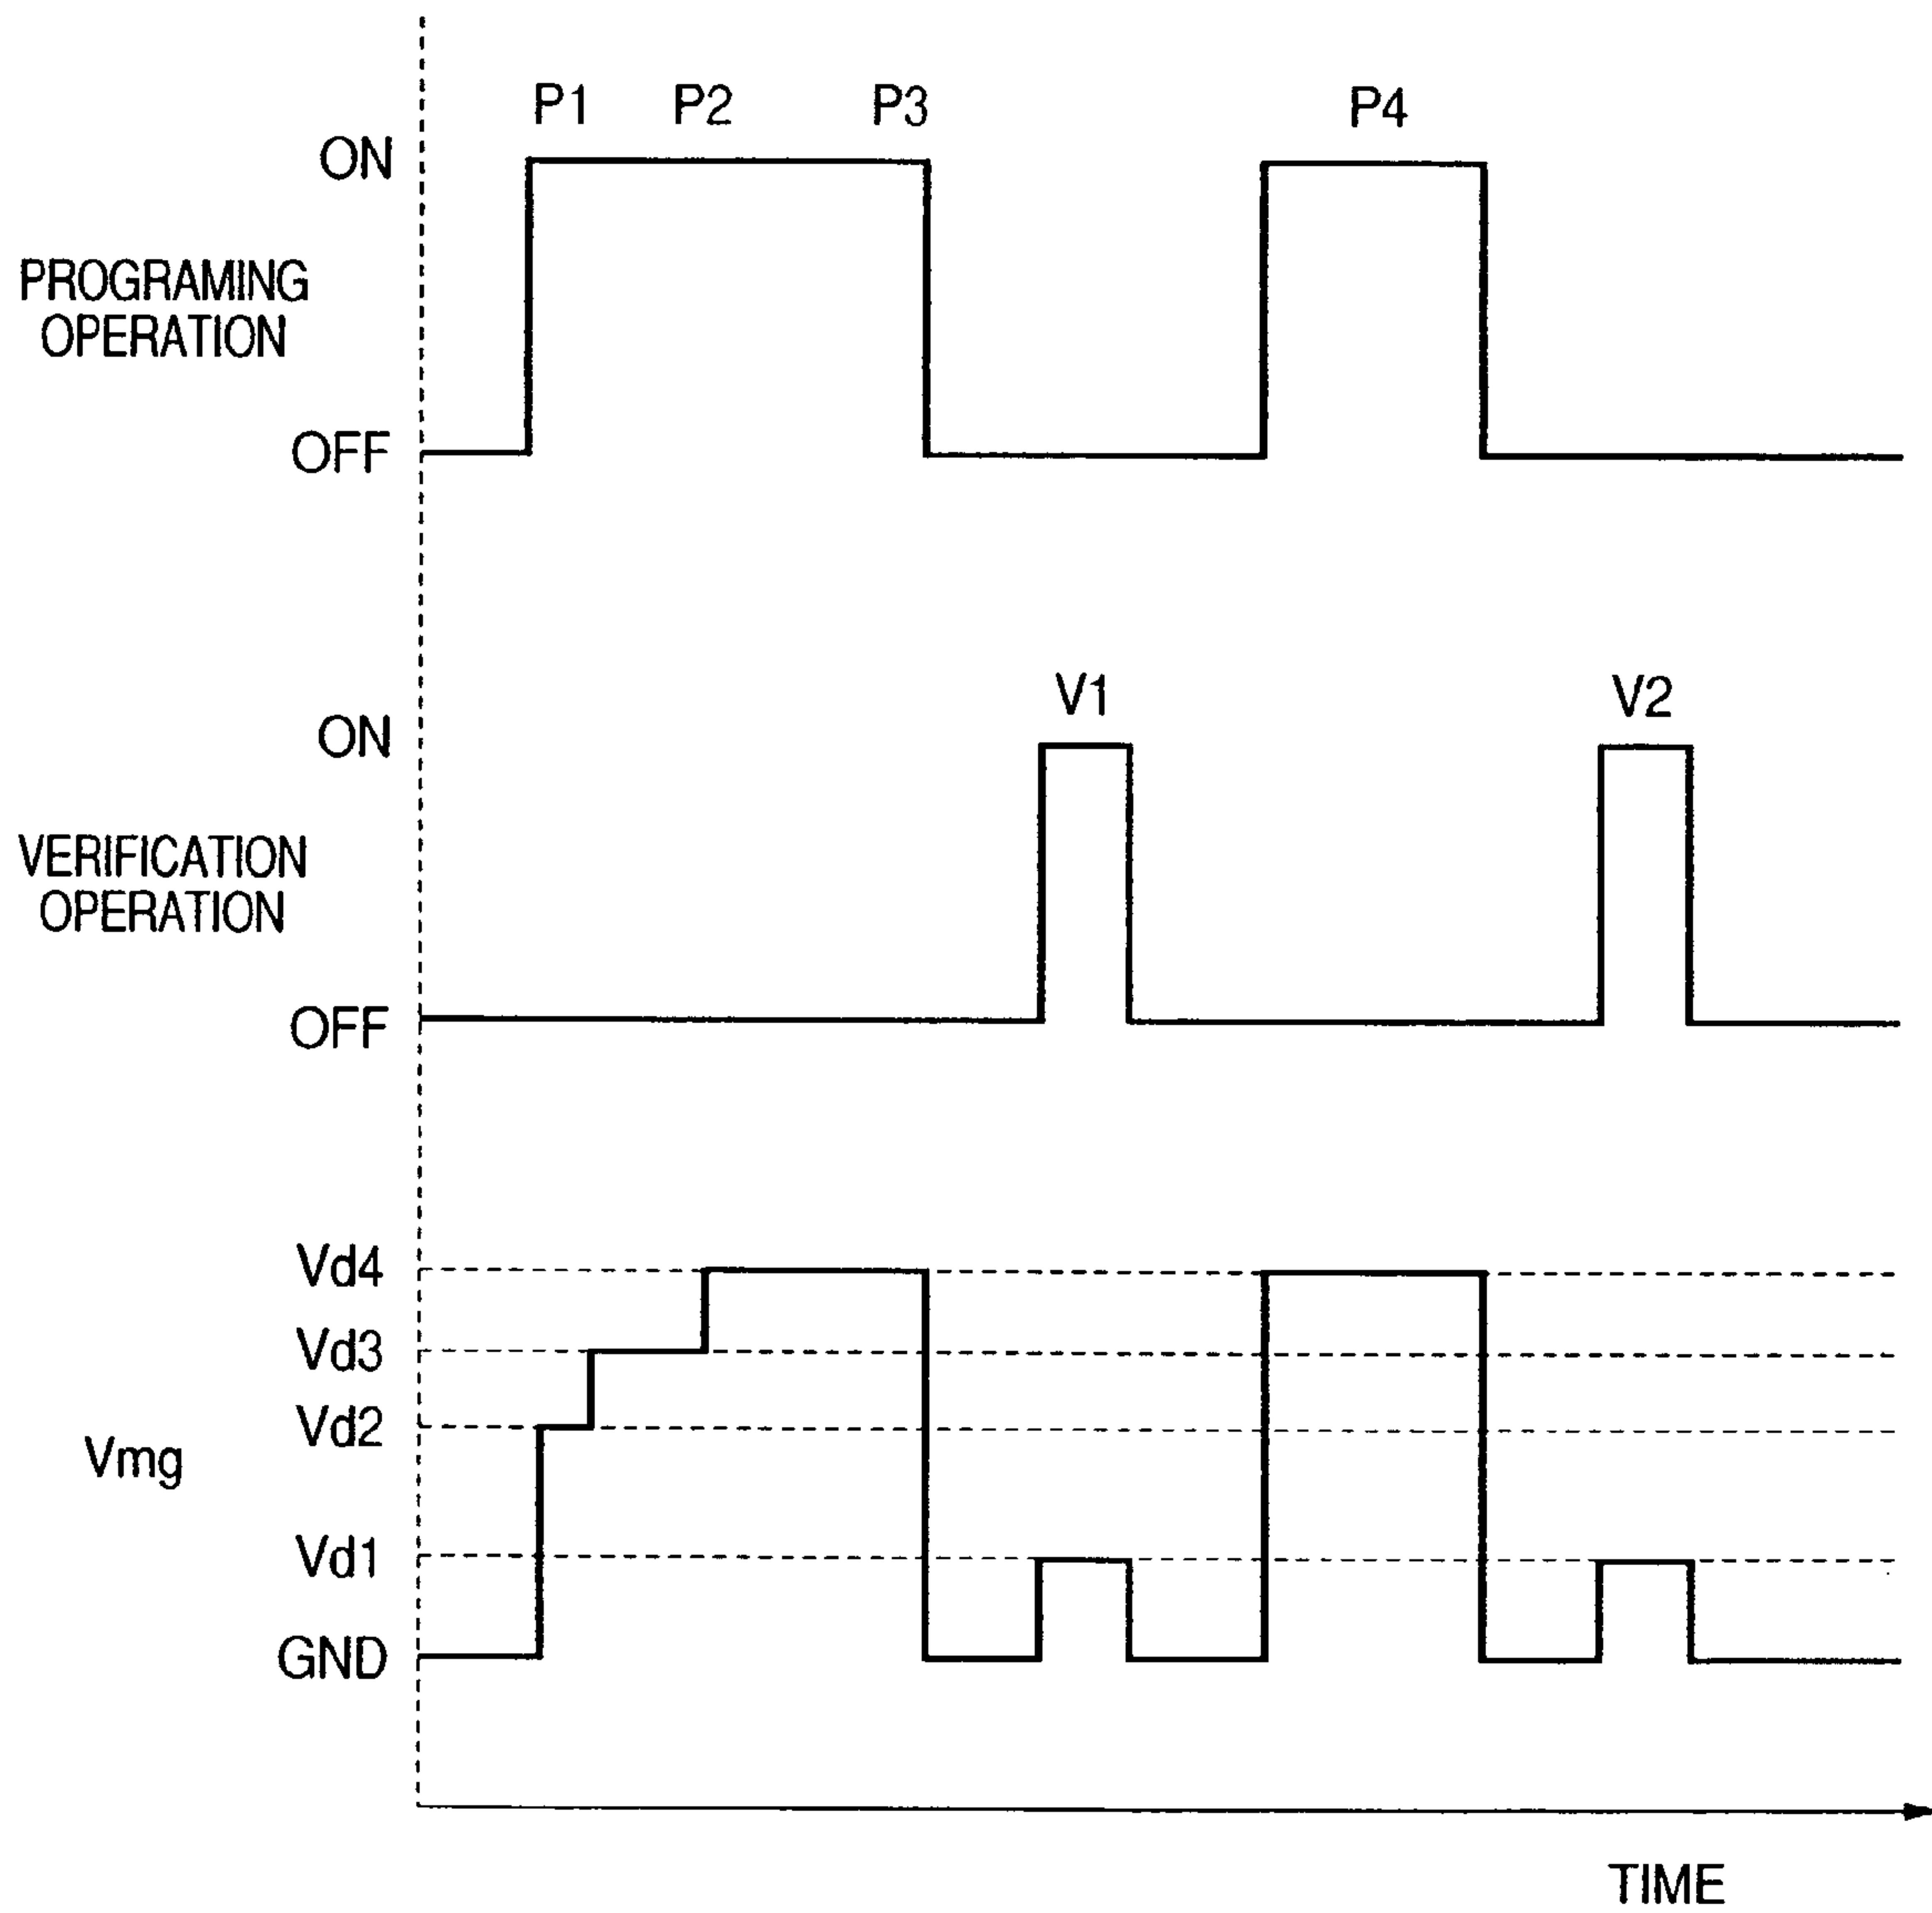 P1 P2 P3 P4
ON
PROGRAMING
OPERATION
OFF
V1 V2
ON
VERIFICATION
OPERATION
OFF
Vd4
Vd3
Vd2
Vmg
Vd1
GND
TIME